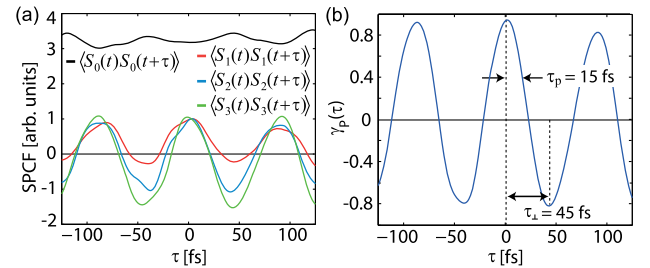 (a)
SPCF [arb. units]
4
3
2
1
0
-1
-2
⟨S₀(t)S₀(t+τ)⟩
⟨S₁(t)S₁(t+τ)⟩
⟨S₂(t)S₂(t+τ)⟩
⟨S₃(t)S₃(t+τ)⟩
-100 -50 0 50 100
τ [fs]
(b)
γP(τ)
0.8
0.4
0
-0.4
-0.8
τp = 15 fs
τ⊥ = 45 fs
-100 -50 0 50 100
τ [fs]